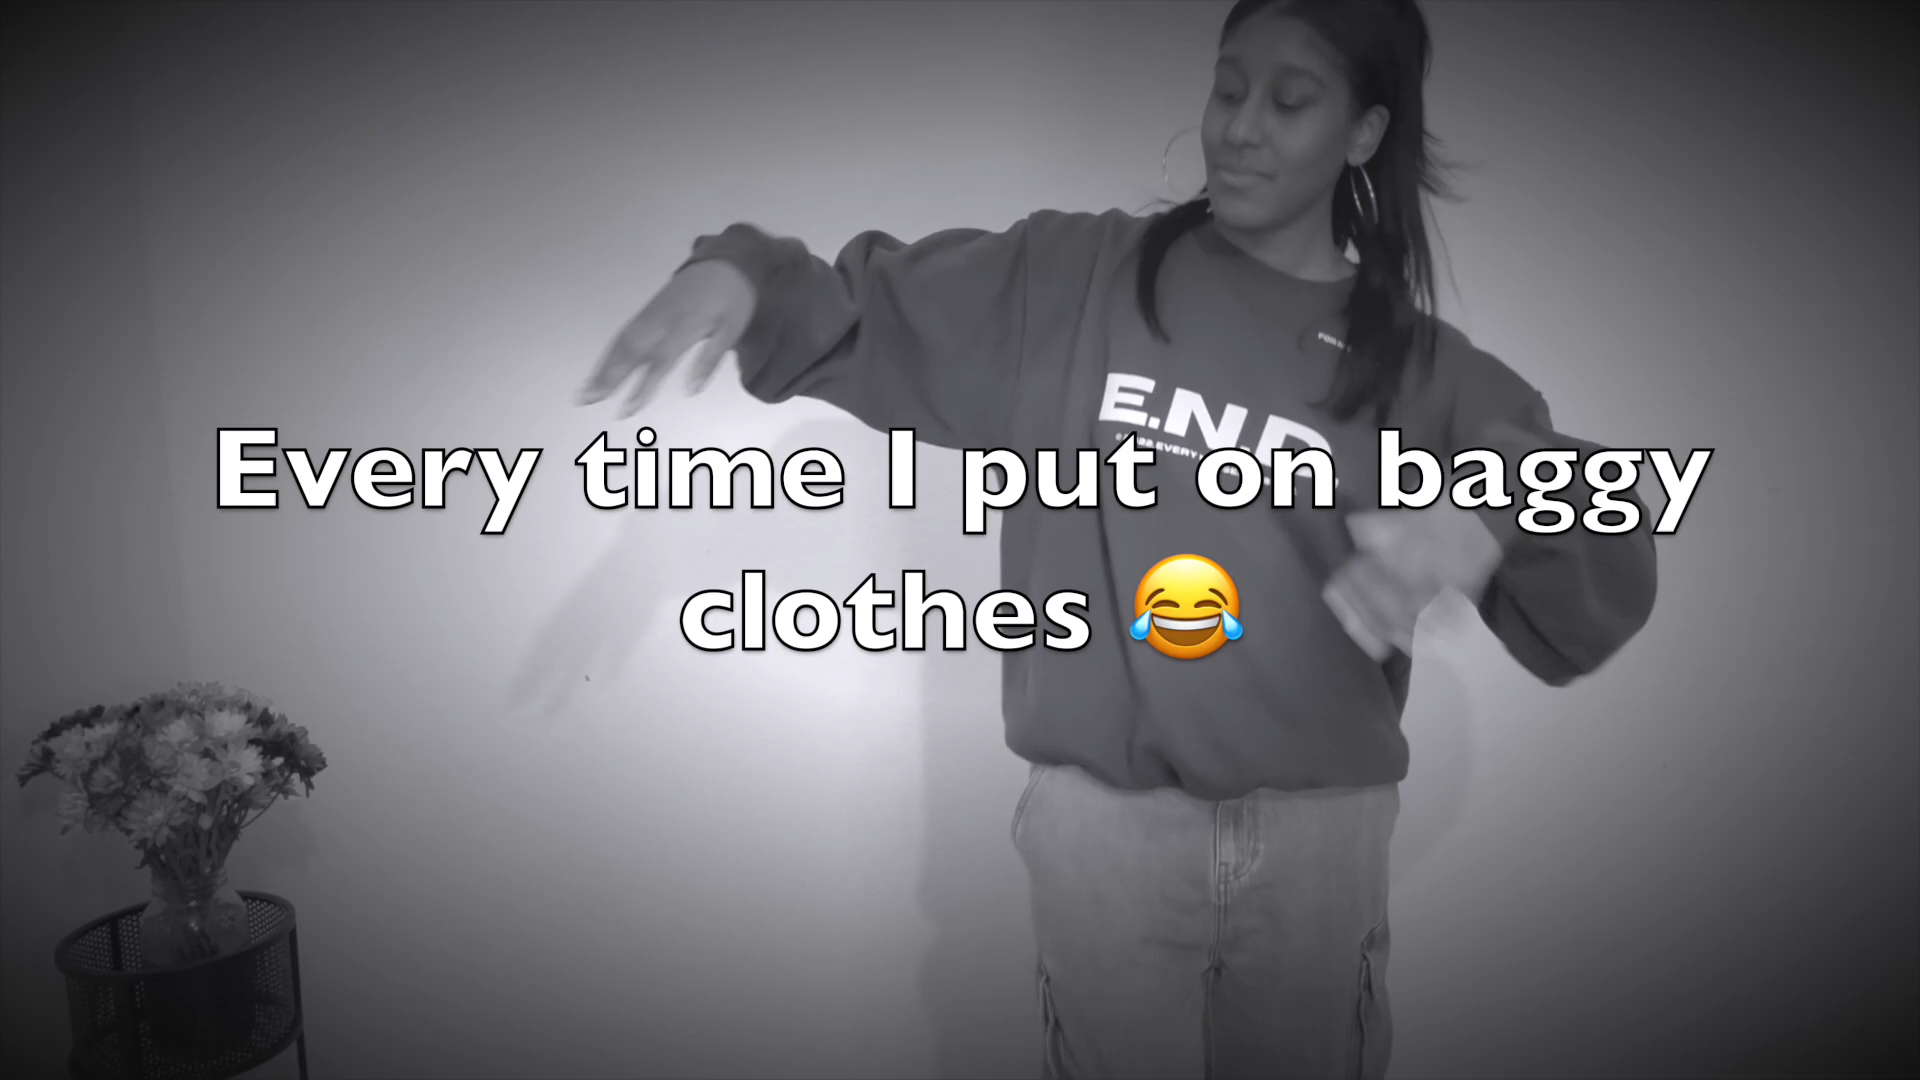 E.N.D.
Every time I put on baggy
clothes 😂